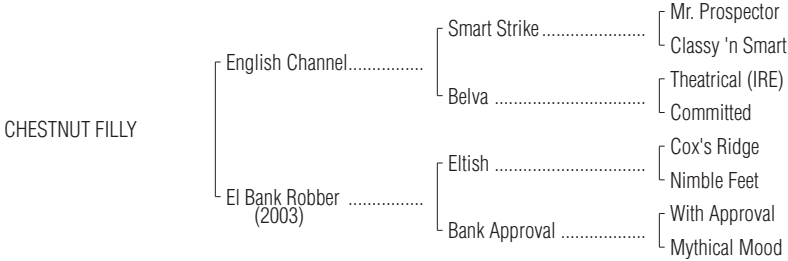 Mr. Prospector
Smart Strike......................
Classy 'n Smart
English Channel................
Theatrical (IRE)
Belva ................................
Committed
CHESTNUT FILLY
Cox's Ridge
Eltish ................................
Nimble Feet
El Bank Robber ................
(2003)
With Approval
Bank Approval ..................
Mythical Mood